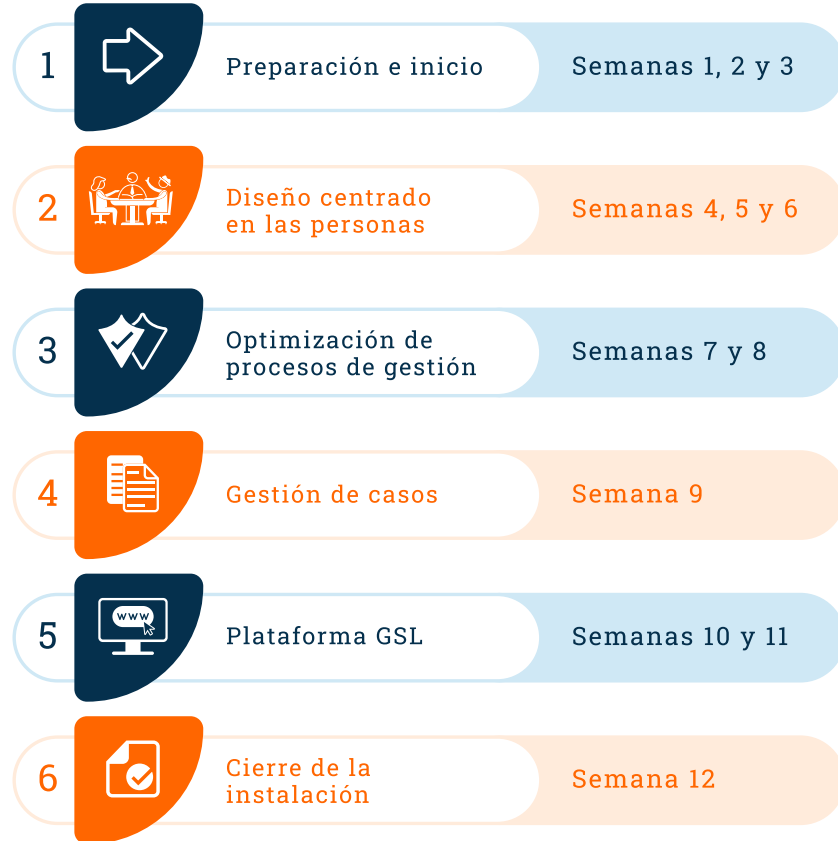 1
Preparación e inicio
Semanas 1, 2 y 3
2
Diseño centrado
en las personas
Semanas 4, 5 y 6
3
Optimización de
procesos de gestión
Semanas 7 y 8
4
Gestión de casos
Semana 9
5
www
Plataforma GSL
Semanas 10 y 11
6
Cierre de la
instalación
Semana 12